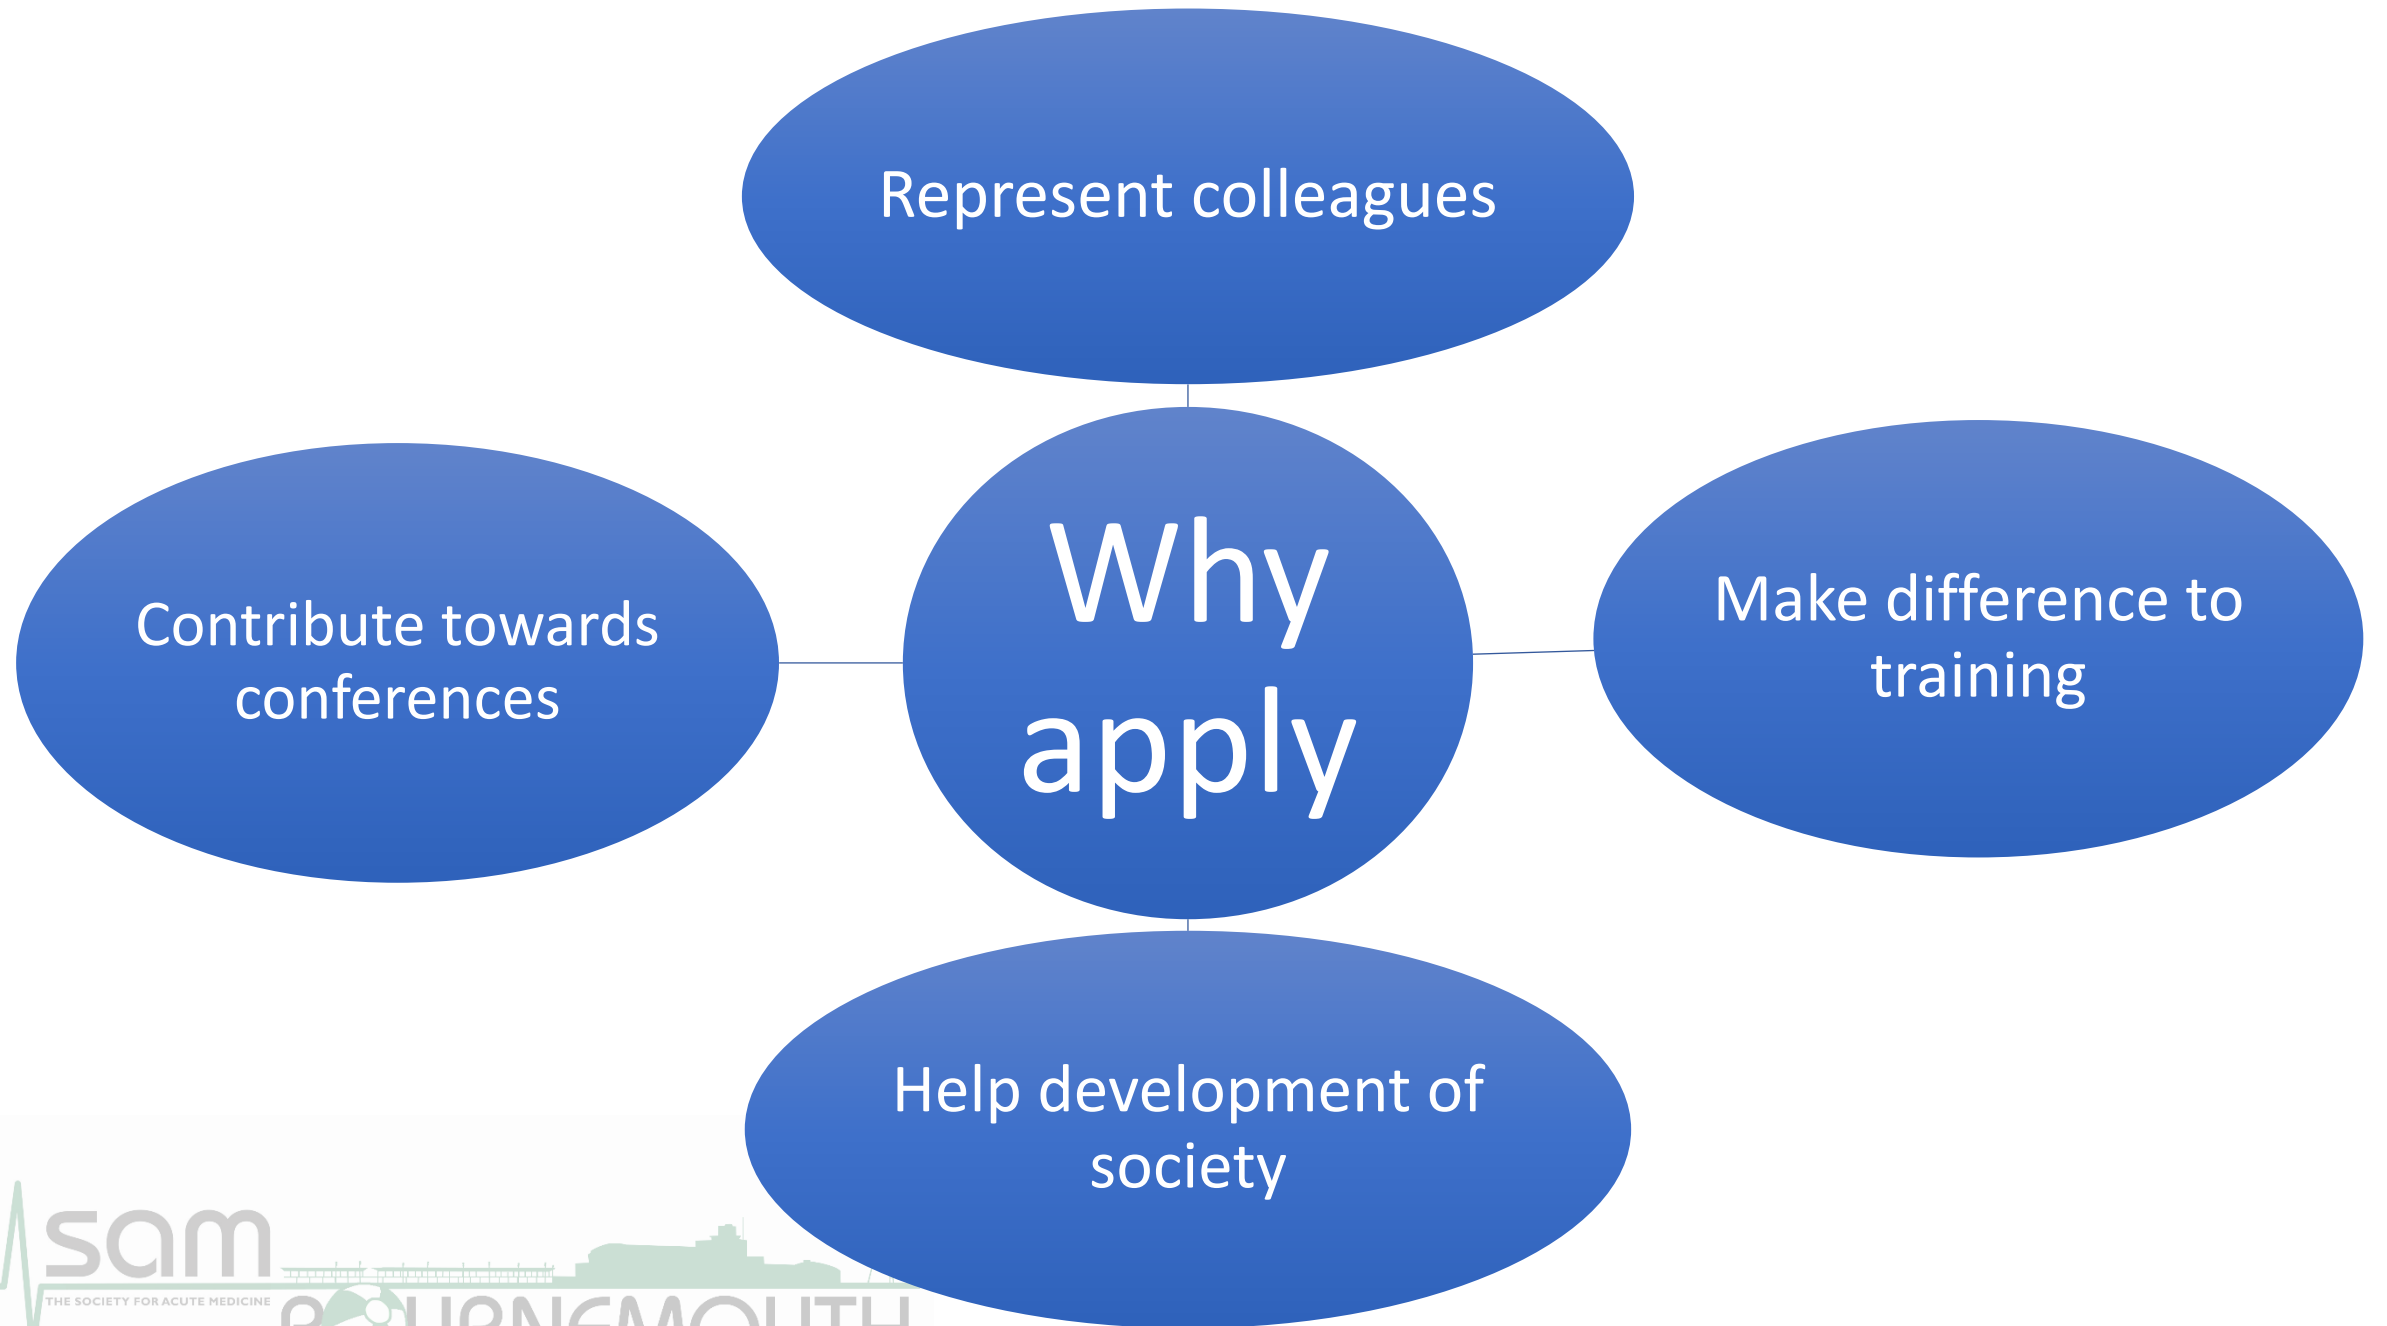 Represent colleagues
Contribute towards
conferences
Why
apply
Make difference to
training
Help development of
society
sam
THE SOCIETY FOR ACUTE MEDICINE
BOURNEMOUTH